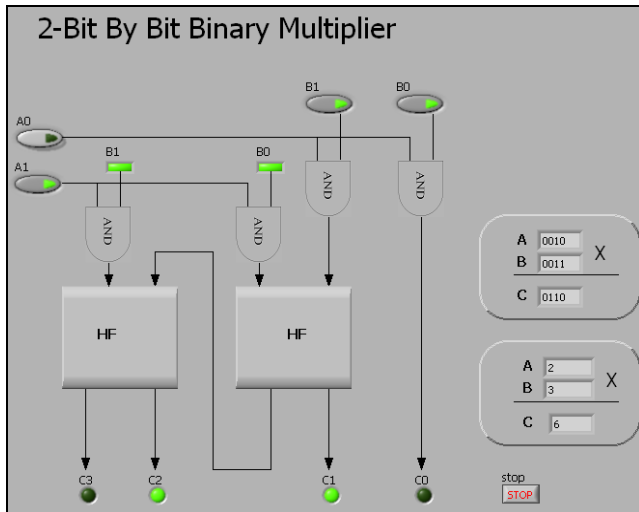 2-Bit By Bit Binary Multiplier
B1 B0
A0
B1 B0
A1
AND AND AND AND
A 0010
B 0011 X
C 0110
HF HF
A 2
B 3 X
C 6
C3 C2 C1 C0
stop
STOP